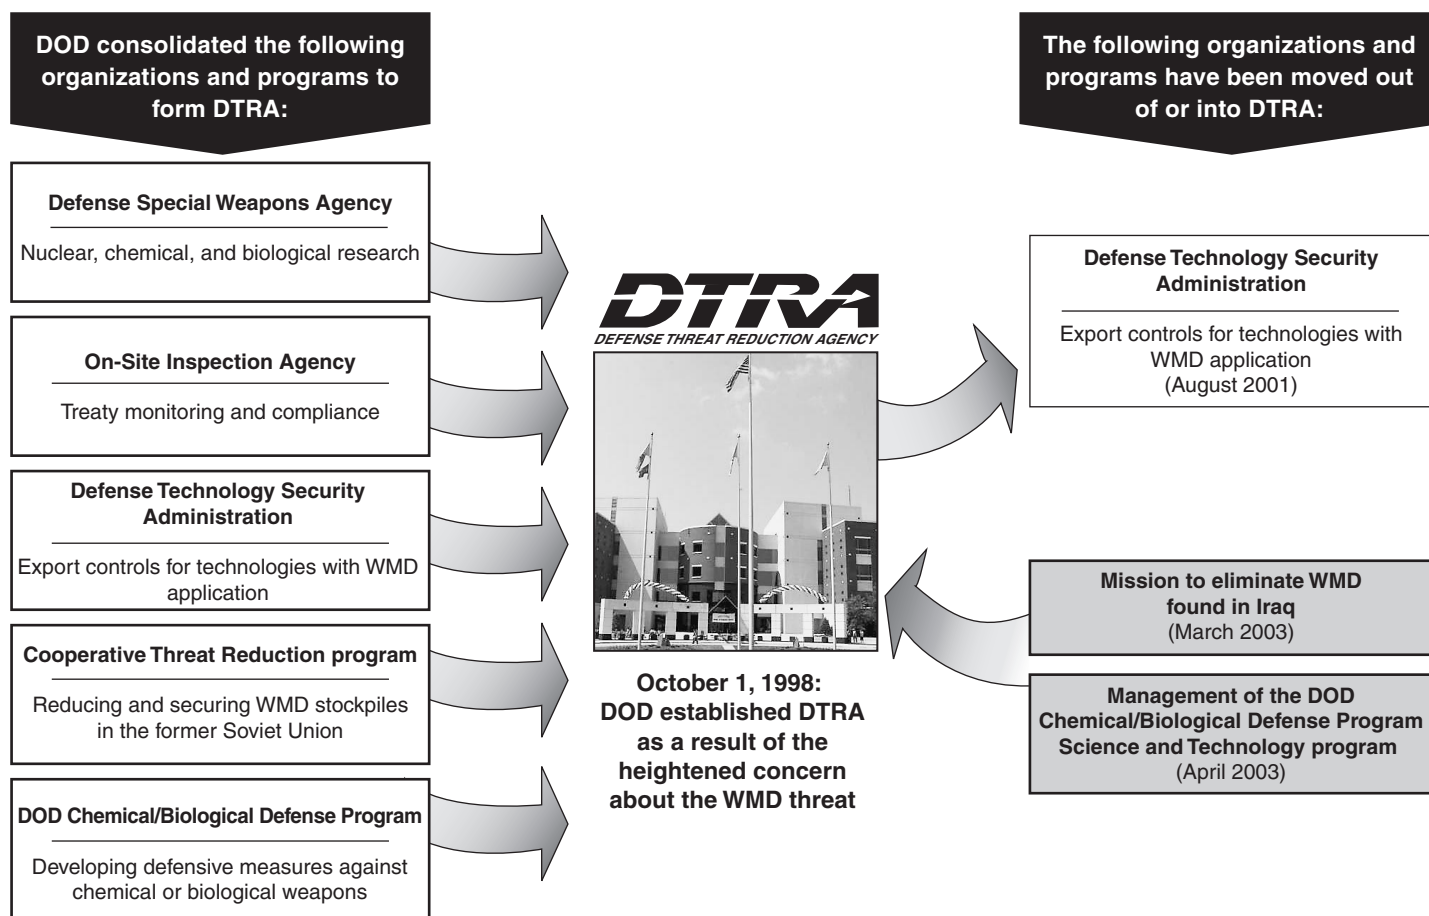 DOD consolidated the following
organizations and programs to
form DTRA:
Defense Special Weapons Agency
Nuclear, chemical, and biological research
On-Site Inspection Agency
Treaty monitoring and compliance
Defense Technology Security
Administration
Export controls for technologies with WMD
application
Cooperative Threat Reduction program
Reducing and securing WMD stockpiles
in the former Soviet Union
DOD Chemical/Biological Defense Program
Developing defensive measures against
chemical or biological weapons
DTRA
DEFENSE THREAT REDUCTION AGENCY
October 1, 1998:
DOD established DTRA
as a result of the
heightened concern
about the WMD threat
The following organizations and
programs have been moved out
of or into DTRA:
Defense Technology Security
Administration
Export controls for technologies with
WMD application
(August 2001)
Mission to eliminate WMD
found in Iraq
(March 2003)
Management of the DOD
Chemical/Biological Defense Program
Science and Technology program
(April 2003)